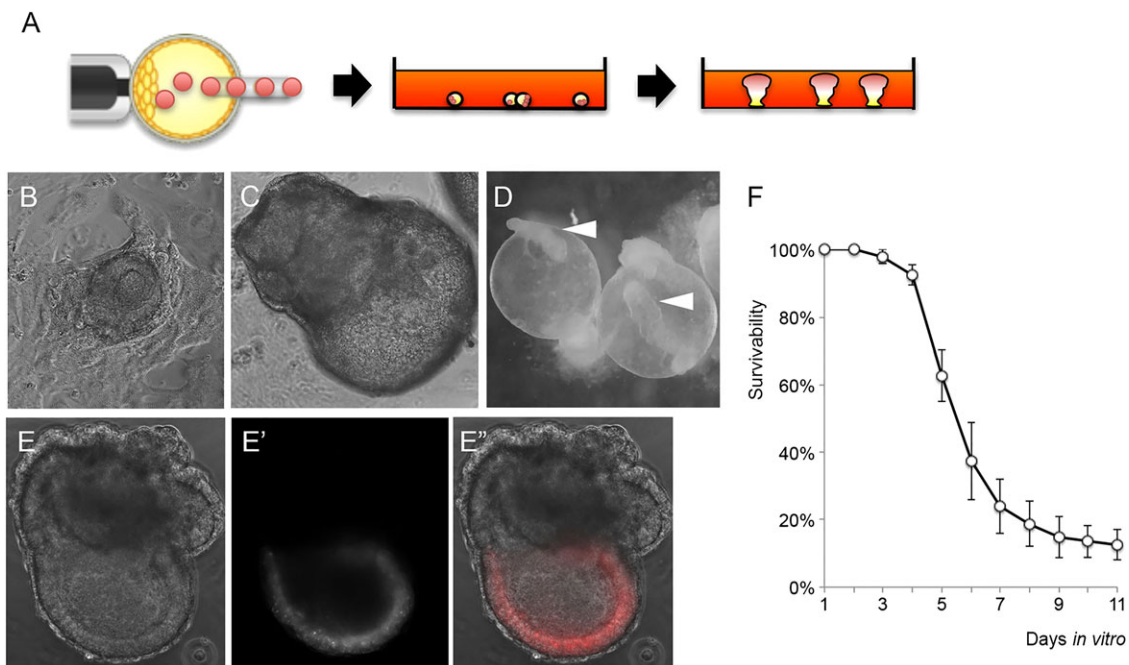 A
B
C
D
E
E'
E"
F
Survivability
100%
80%
60%
40%
20%
0%
1 3 5 7 9 11
Days in vitro